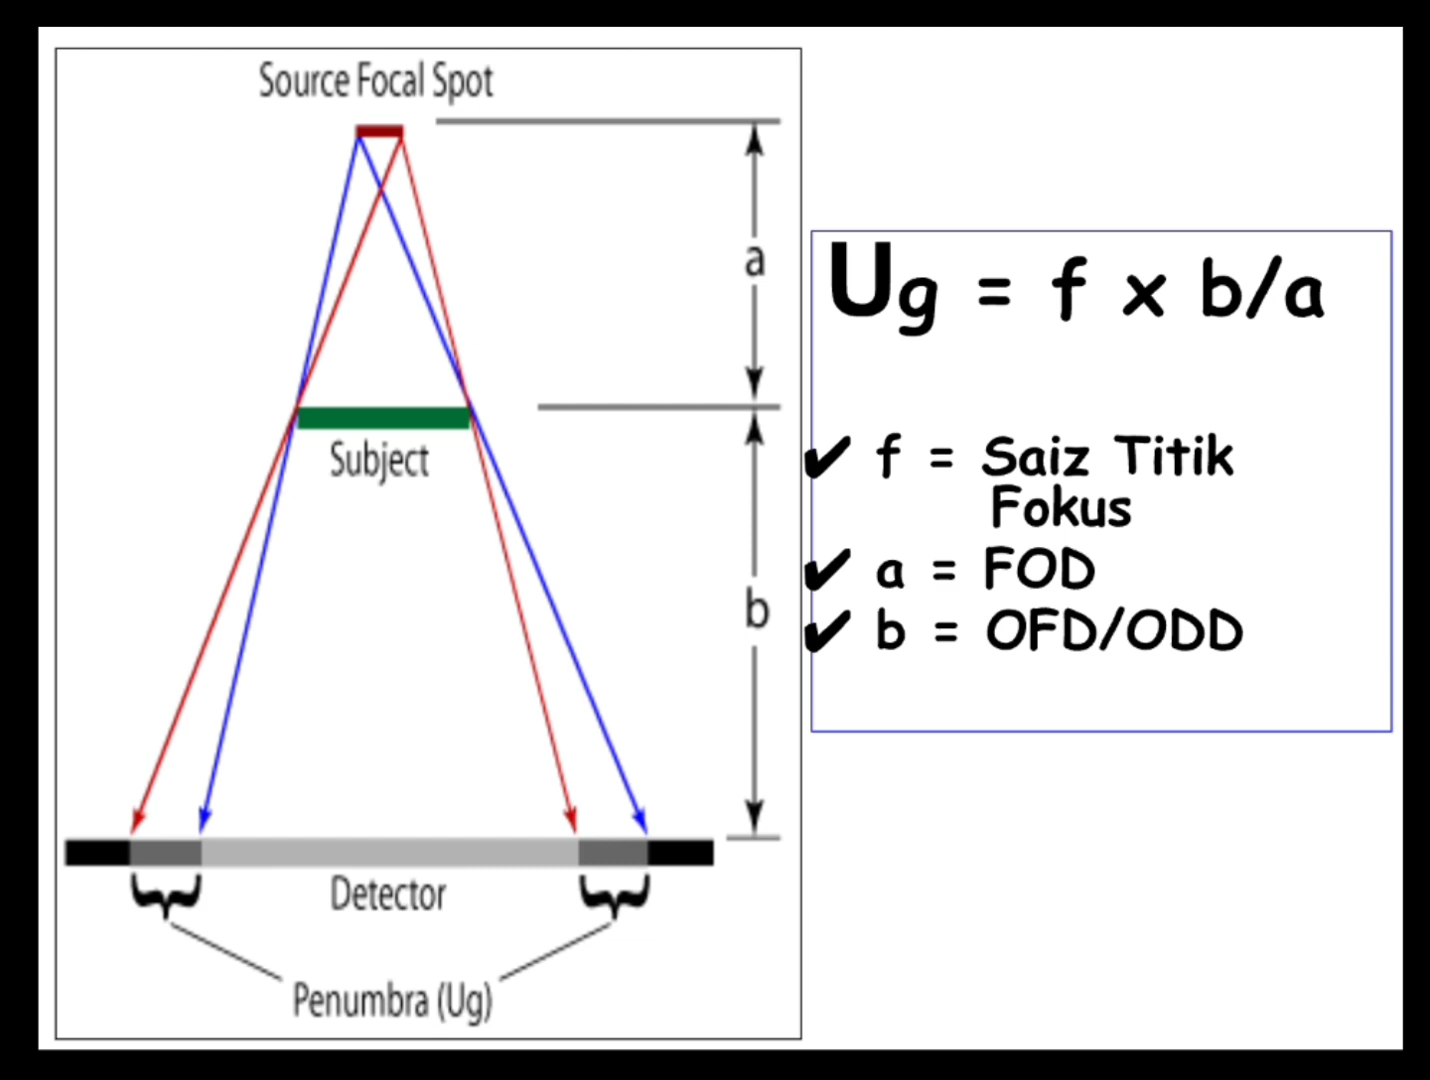 Source Focal Spot
a
Subject
b
Detector
Penumbra (Ug)
Ug = f x b/a
✔ f = Saiz Titik
Fokus
✔ a = FOD
✔ b = OFD/ODD